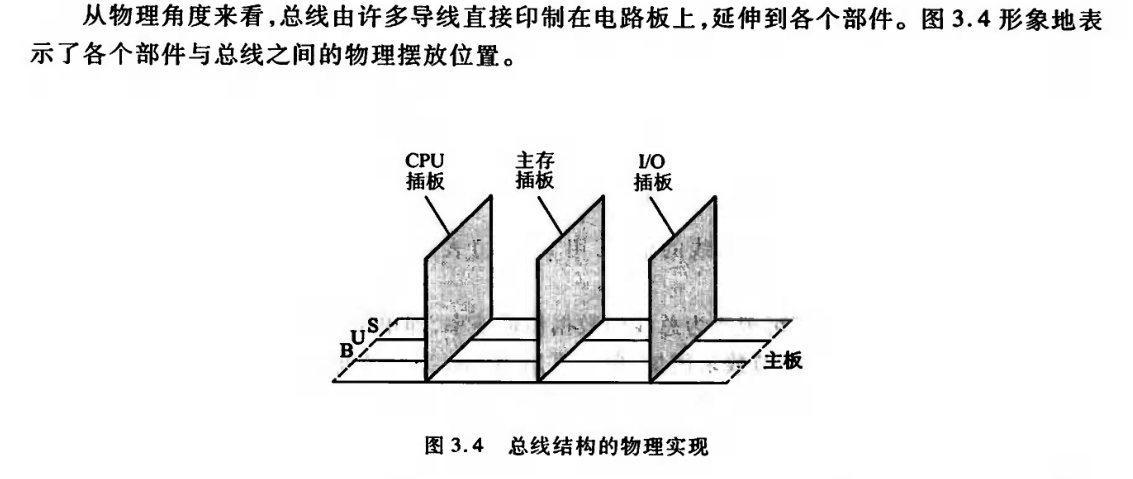 从物理角度来看,总线由许多导线直接印制在电路板上,延伸到各个部件。图 3.4 形象地表
示了各个部件与总线之间的物理摆放位置。
CPU
插板
主存
插板
I/O
插板
BUS
主板
图 3.4 总线结构的物理实现